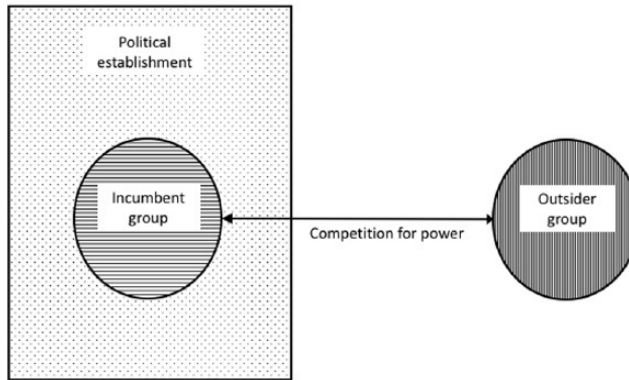 Political
establishment
Incumbent
group
Competition for power
Outsider
group